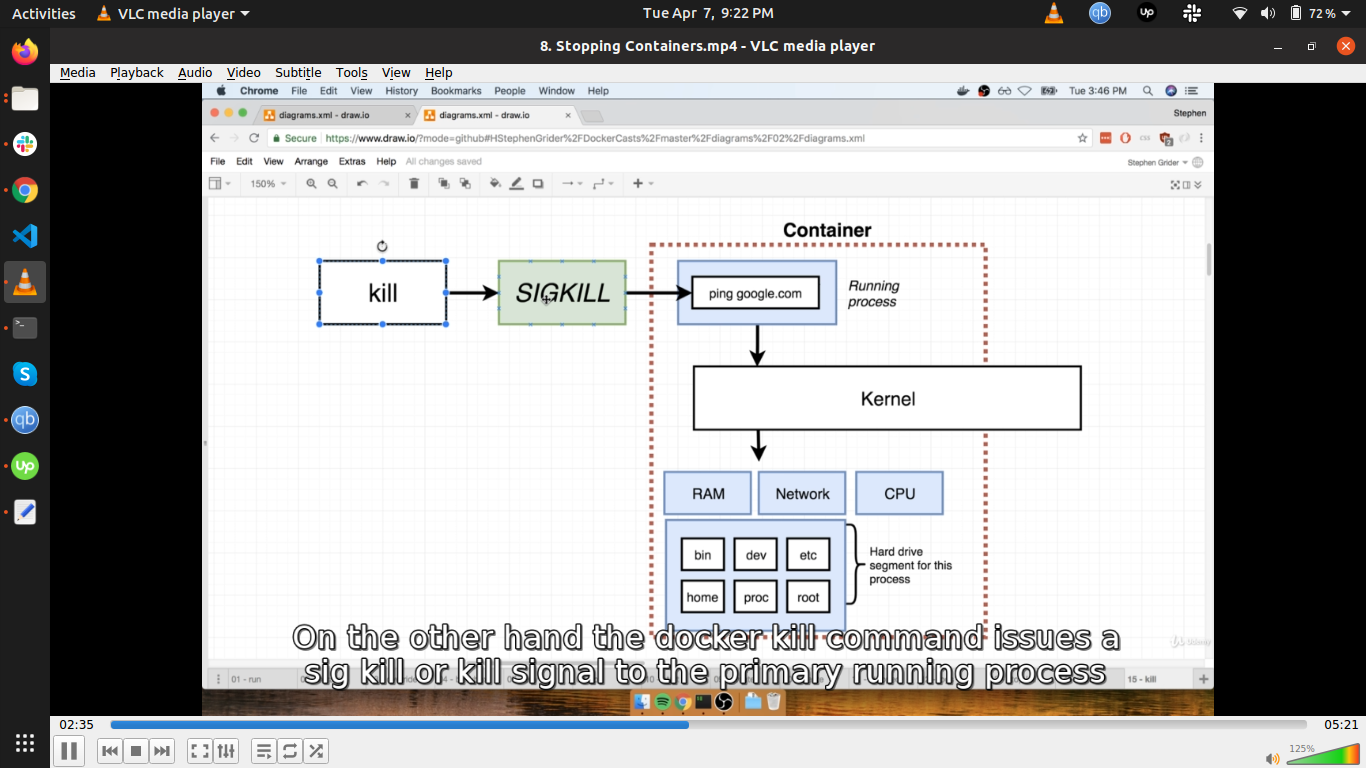 Activities VLC media player Tue Apr 7, 9:22 PM 72 %
8. Stopping Containers.mp4 - VLC media player
Media Playback Audio Video Subtitle Tools View Help
Chrome File Edit View History Bookmarks People Window Help Tue 3:46 PM
diagrams.xml - draw.io diagrams.xml - draw.io Stephen
Secure https://www.draw.io/?mode=github#HStephenGrider%2FDockerCasts%2Fmaster%2Fdiagrams%2F02%2Fdiagrams.xml
File Edit View Arrange Extras Help All changes saved Stephen Grider
150%
Container
kill SIGKILL ping google.com Running
process
Kernel
RAM Network CPU
bin dev etc
home proc root
Hard drive
segment for this
process
On the other hand the docker kill command issues a
sig kill or kill signal to the primary running process
01 - run 15 - kill
02:35 05:21
125%